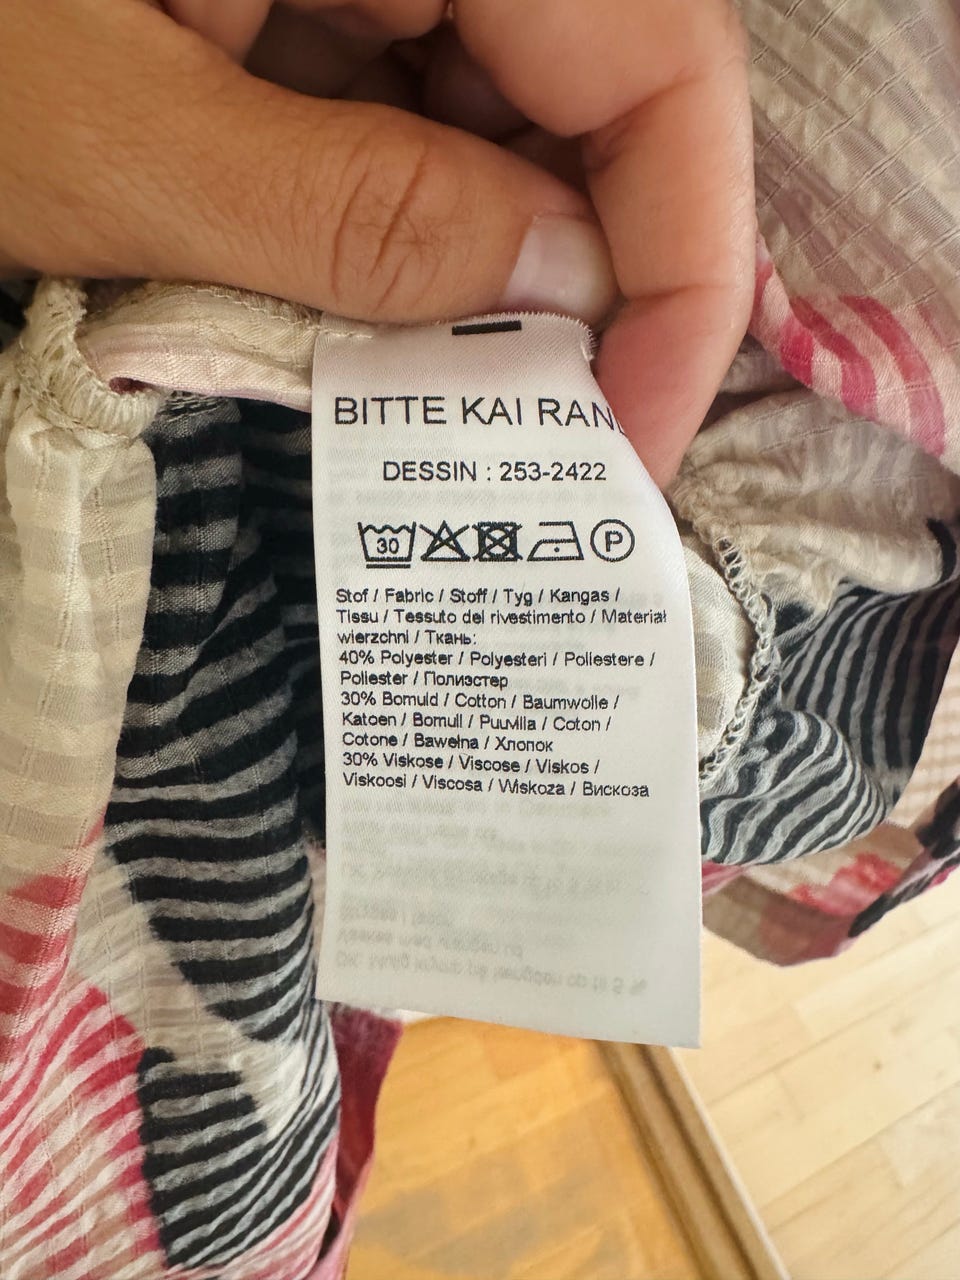 BITTE KAI RAN
DESSIN : 253-2422
30 P
Stof / Fabric / Stoff / Tyg / Kangas /
Tissu / Tessuto del rivestimento / Materiał
wierzchni / Ткань:
40% Polyester / Polyesteri / Poliestere /
Poliester / Полиэстер
30% Bomuld / Cotton / Baumwolle /
Katoen / Bomull / Puuvilla / Coton /
Cotone / Bawełna / Хлопок
30% Viskose / Viscose / Viskos /
Viskoosi / Viscosa / Wiskoza / Вискоза